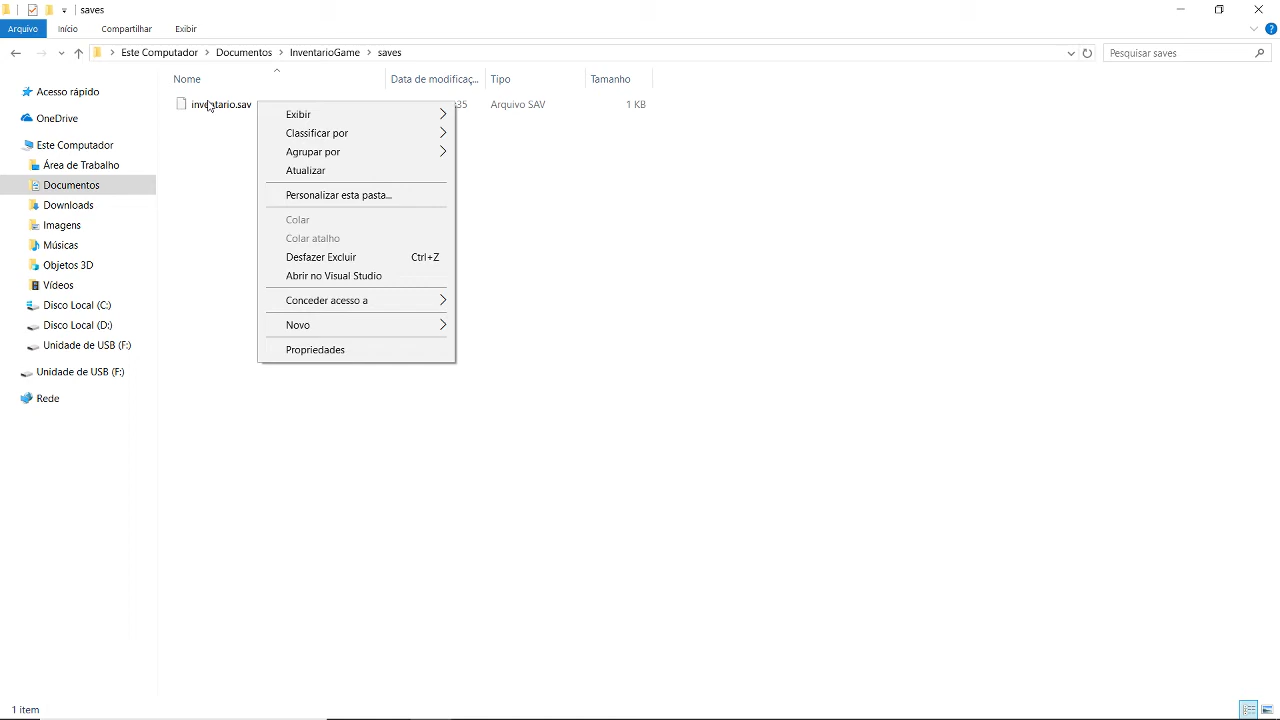 saves
Arquivo Início Compartilhar Exibir
Este Computador Documentos InventarioGame saves
Pesquisar saves
Nome Data de modificaç... Tipo Tamanho
inventario.sav :35 Arquivo SAV 1 KB
Acesso rápido
OneDrive
Este Computador
Área de Trabalho
Documentos
Downloads
Imagens
Músicas
Objetos 3D
Vídeos
Disco Local (C:)
Disco Local (D:)
Unidade de USB (F:)
Unidade de USB (F:)
Rede
Exibir
Classificar por
Agrupar por
Atualizar
Personalizar esta pasta...
Colar
Colar atalho
Desfazer Excluir Ctrl+Z
Abrir no Visual Studio
Conceder acesso a
Novo
Propriedades
1 item